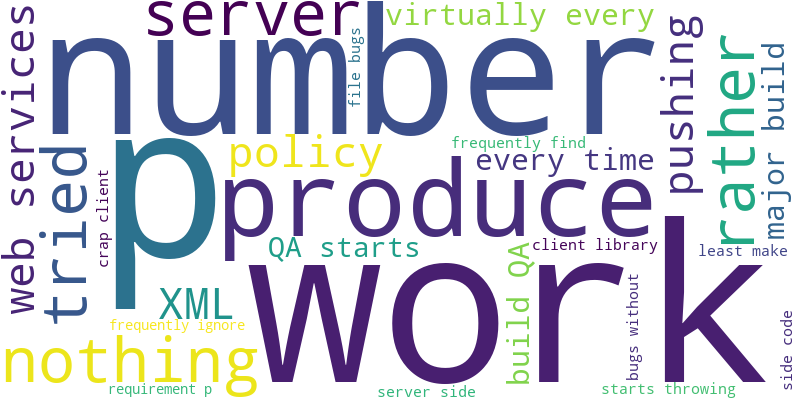 server
virtually every
web services
number
file bugs
pushing
rather
major build
tried
crap client
p
policy
frequently find
every time
produce
QA starts
client library
least make
XML
work
build QA
bugs without
side code
frequently ignore
nothing
requirement p
server side
starts throwing